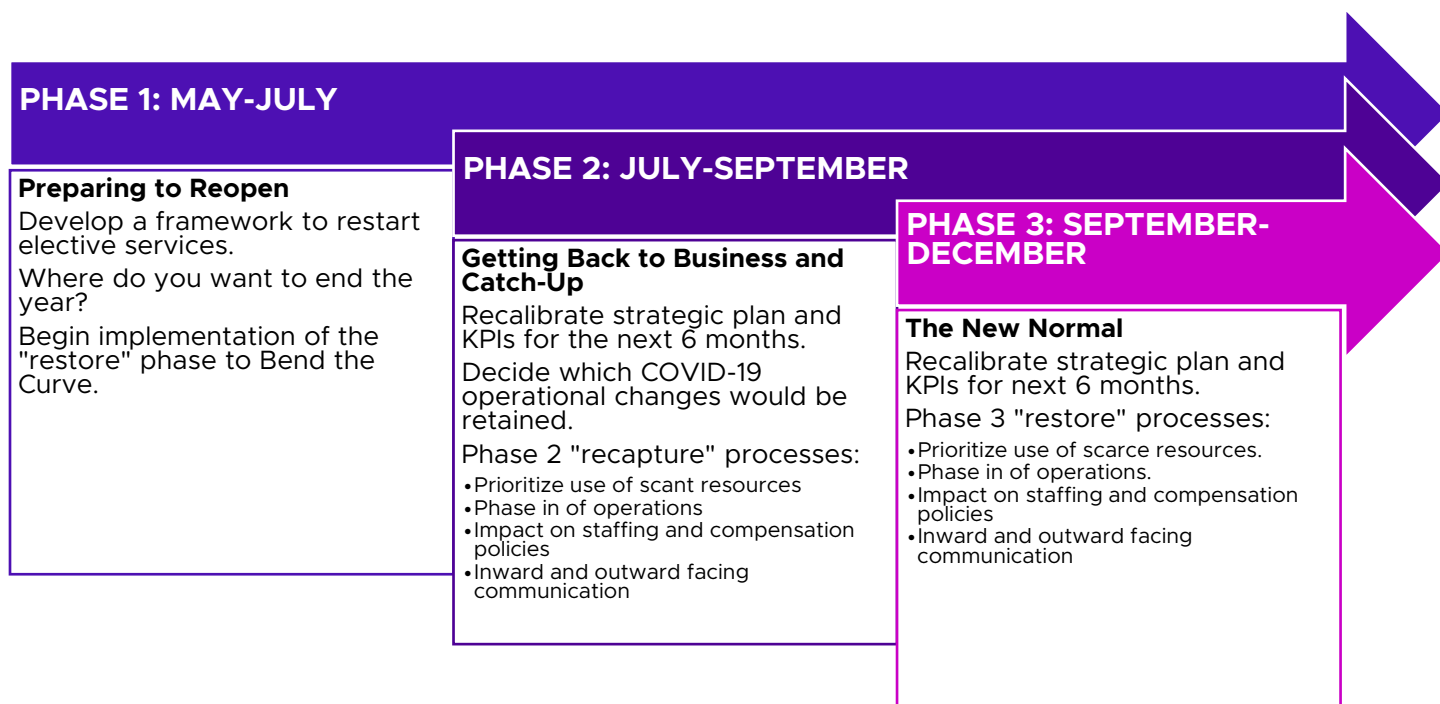 PHASE 1: MAY-JULY
Preparing to Reopen
Develop a framework to restart
elective services.
Where do you want to end the
year?
Begin implementation of the
"restore" phase to Bend the
Curve.
PHASE 2: JULY-SEPTEMBER
Getting Back to Business and
Catch-Up
Recalibrate strategic plan and
KPIs for the next 6 months.
Decide which COVID-19
operational changes would be
retained.
Phase 2 "recapture" processes:
•Prioritize use of scant resources
•Phase in of operations
•Impact on staffing and compensation
policies
•Inward and outward facing
communication
PHASE 3: SEPTEMBER-
DECEMBER
The New Normal
Recalibrate strategic plan and
KPIs for next 6 months.
Phase 3 "restore" processes:
•Prioritize use of scarce resources.
•Phase in of operations.
•Impact on staffing and compensation
policies
•Inward and outward facing
communication